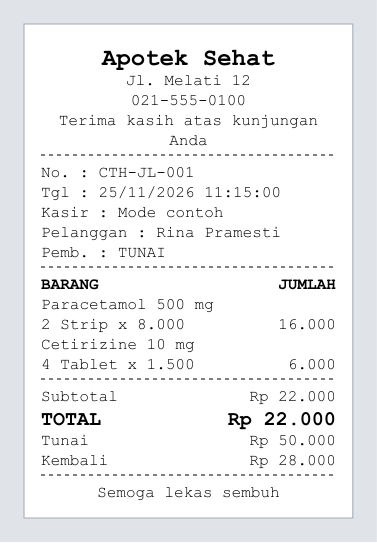 Apotek Sehat
Jl. Melati 12
021-555-0100
Terima kasih atas kunjungan
Anda
No. : CTH-JL-001
Tgl : 25/11/2026 11:15:00
Kasir : Mode contoh
Pelanggan : Rina Pramesti
Pemb. : TUNAI
BARANG JUMLAH
Paracetamol 500 mg
2 Strip x 8.000 16.000
Cetirizine 10 mg
4 Tablet x 1.500 6.000
Subtotal Rp 22.000
TOTAL Rp 22.000
Tunai Rp 50.000
Kembali Rp 28.000
Semoga lekas sembuh